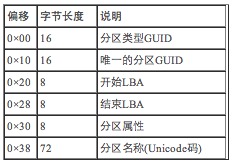 偏移 字节长度 说明
0×00 16 分区类型GUID
0×10 16 唯一的分区GUID
0×20 8 开始LBA
0×28 8 结束LBA
0×30 8 分区属性
0×38 72 分区名称(Unicode码)